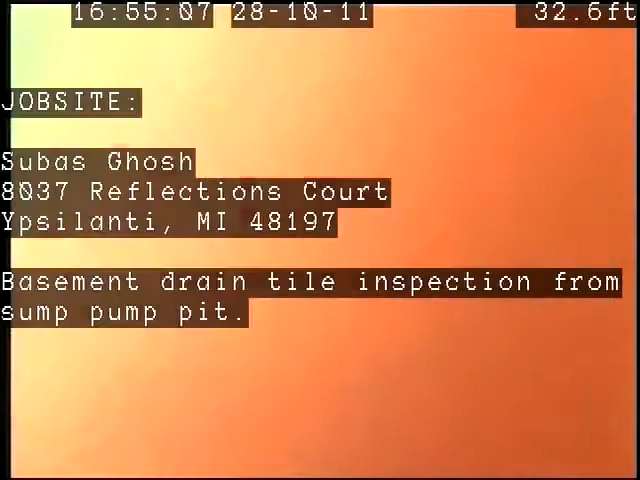 16:55:07 28-10-11 32.6ft
JOBSITE:
Subas Ghosh
8037 Reflections Court
Ypsilanti, MI 48197
Basement drain tile inspection from
sump pump pit.